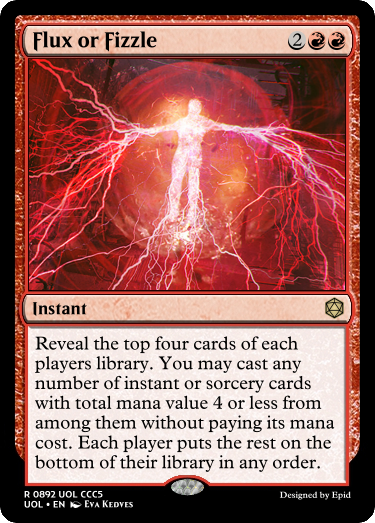 Flux or Fizzle
2
Instant
Reveal the top four cards of each
players library. You may cast any
number of instant or sorcery cards
with total mana value 4 or less from
among them without paying its mana
cost. Each player puts the rest on the
bottom of their library in any order.
R 0892 UOL CCC5
UOL • EN Eva Kedves
Designed by Epid